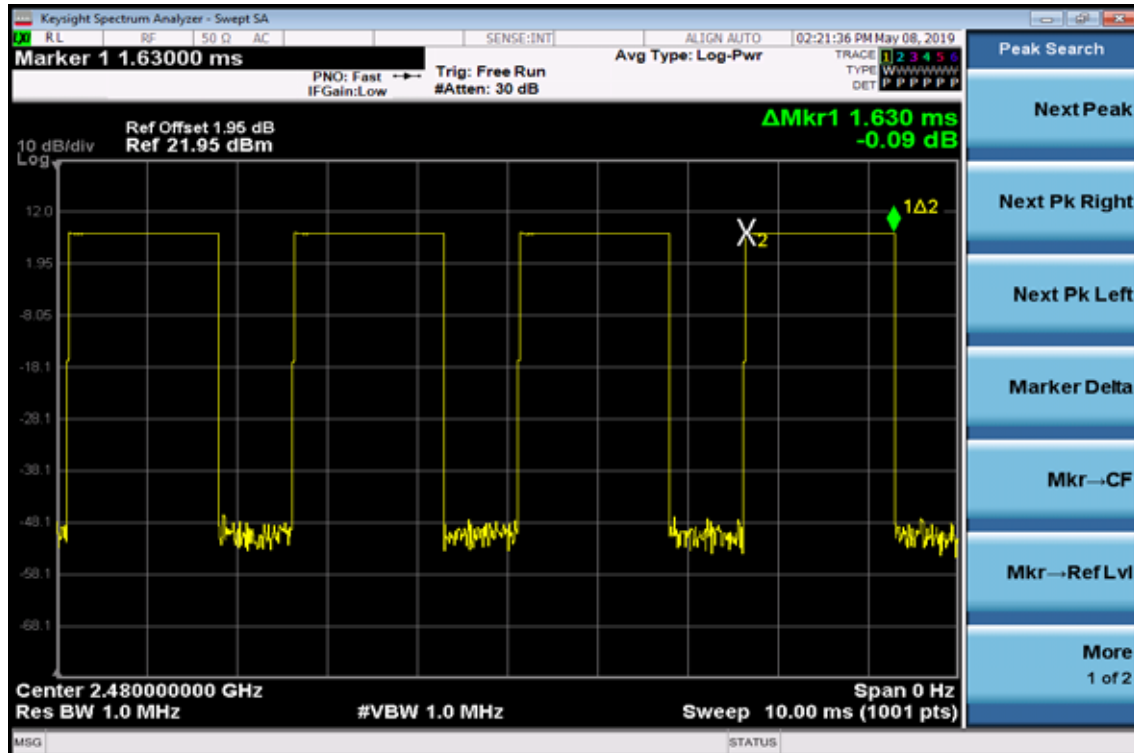 Keysight Spectrum Analyzer - Swept SA
RL RF 50 Ω AC SENSE:INT ALIGN AUTO 02:21:36 PM May 08, 2019
Marker 1 1.63000 ms
PNO: Fast
IFGain:Low
Trig: Free Run
#Atten: 30 dB
Avg Type: Log-Pwr
TRACE 1 2 3 4 5 6
TYPE WWWWWW
DET P P P P P P
Peak Search
Ref Offset 1.95 dB
10 dB/div Ref 21.95 dBm
Log
ΔMkr1 1.630 ms
-0.09 dB
12.0
1.95
-8.05
-18.1
-28.1
-38.1
-48.1
-58.1
-68.1
1Δ2
X2
Center 2.480000000 GHz
Res BW 1.0 MHz
#VBW 1.0 MHz
Span 0 Hz
Sweep 10.00 ms (1001 pts)
MSG
STATUS
Next Peak
Next Pk Right
Next Pk Left
Marker Delta
Mkr→CF
Mkr→Ref Lvl
More
1 of 2